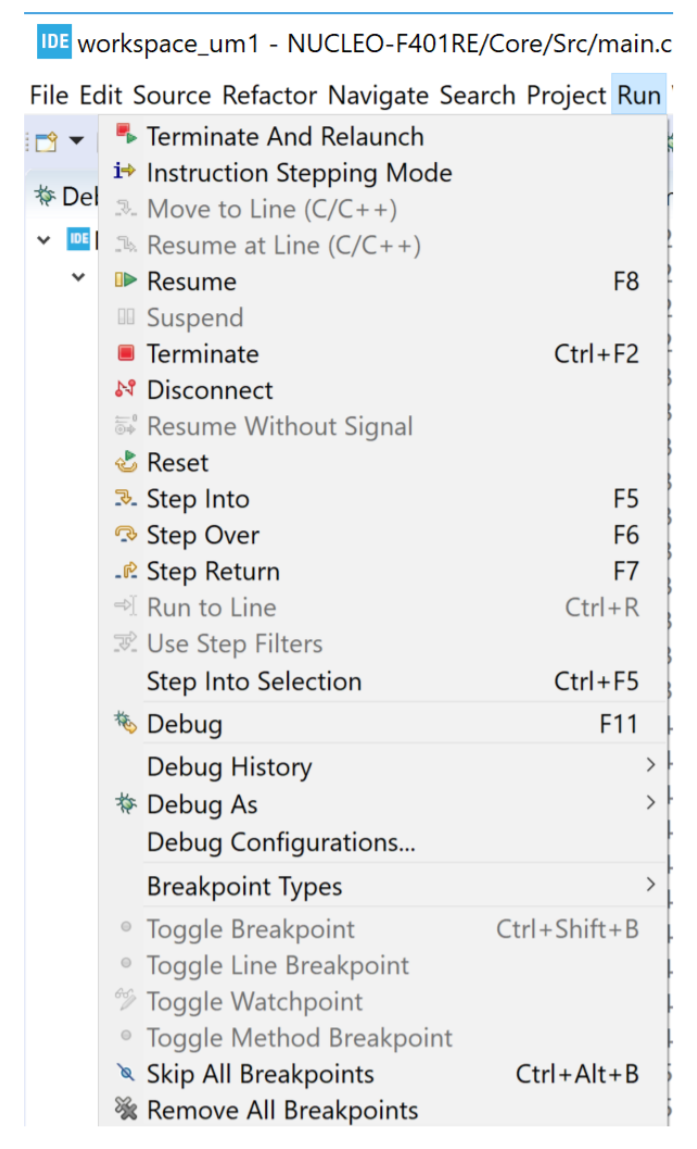 IDE workspace_um1 - NUCLEO-F401RE/Core/Src/main.c
File Edit Source Refactor Navigate Search Project Run
Terminate And Relaunch
Instruction Stepping Mode
Move to Line (C/C++)
IDE
Resume at Line (C/C++)
Resume F8
Suspend
Terminate Ctrl+F2
Disconnect
Resume Without Signal
Reset
Step Into F5
Step Over F6
Step Return F7
Run to Line Ctrl+R
Use Step Filters
Step Into Selection Ctrl+F5
Debug F11
Debug History
Debug As
Debug Configurations...
Breakpoint Types
Toggle Breakpoint Ctrl+Shift+B
Toggle Line Breakpoint
Toggle Watchpoint
Toggle Method Breakpoint
Skip All Breakpoints Ctrl+Alt+B
Remove All Breakpoints